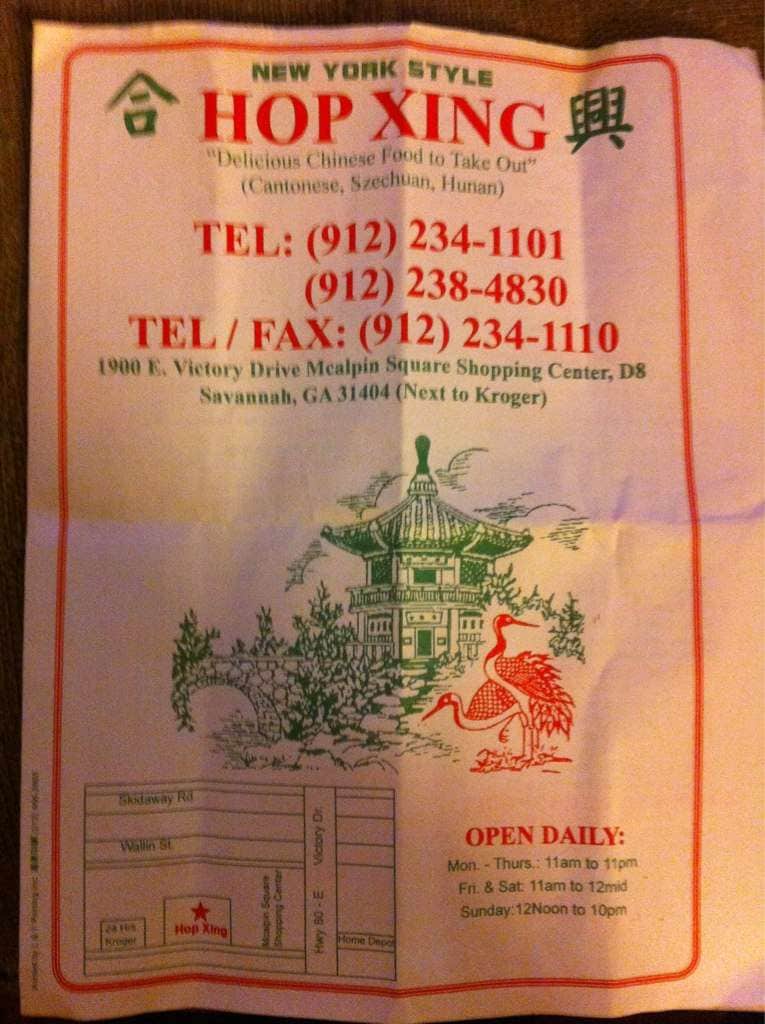 NEW YORK STYLE
合 HOP XING 興
"Delicious Chinese Food to Take Out"
(Cantonese, Szechuan, Hunan)
TEL: (912) 234-1101
(912) 238-4830
TEL / FAX: (912) 234-1110
1900 E. Victory Drive Mcalpin Square Shopping Center, D8
Savannah, GA 31404 (Next to Kroger)
Skidaway Rd
Wallin St.
24 Hrs.
Kroger
Hop Xing
Mcalpin Square
Shopping Center
Hwy 80 - E Victory Dr.
Home Depot
OPEN DAILY:
Mon. - Thurs.: 11am to 11pm
Fri. & Sat: 11am to 12mid
Sunday:12Noon to 10pm